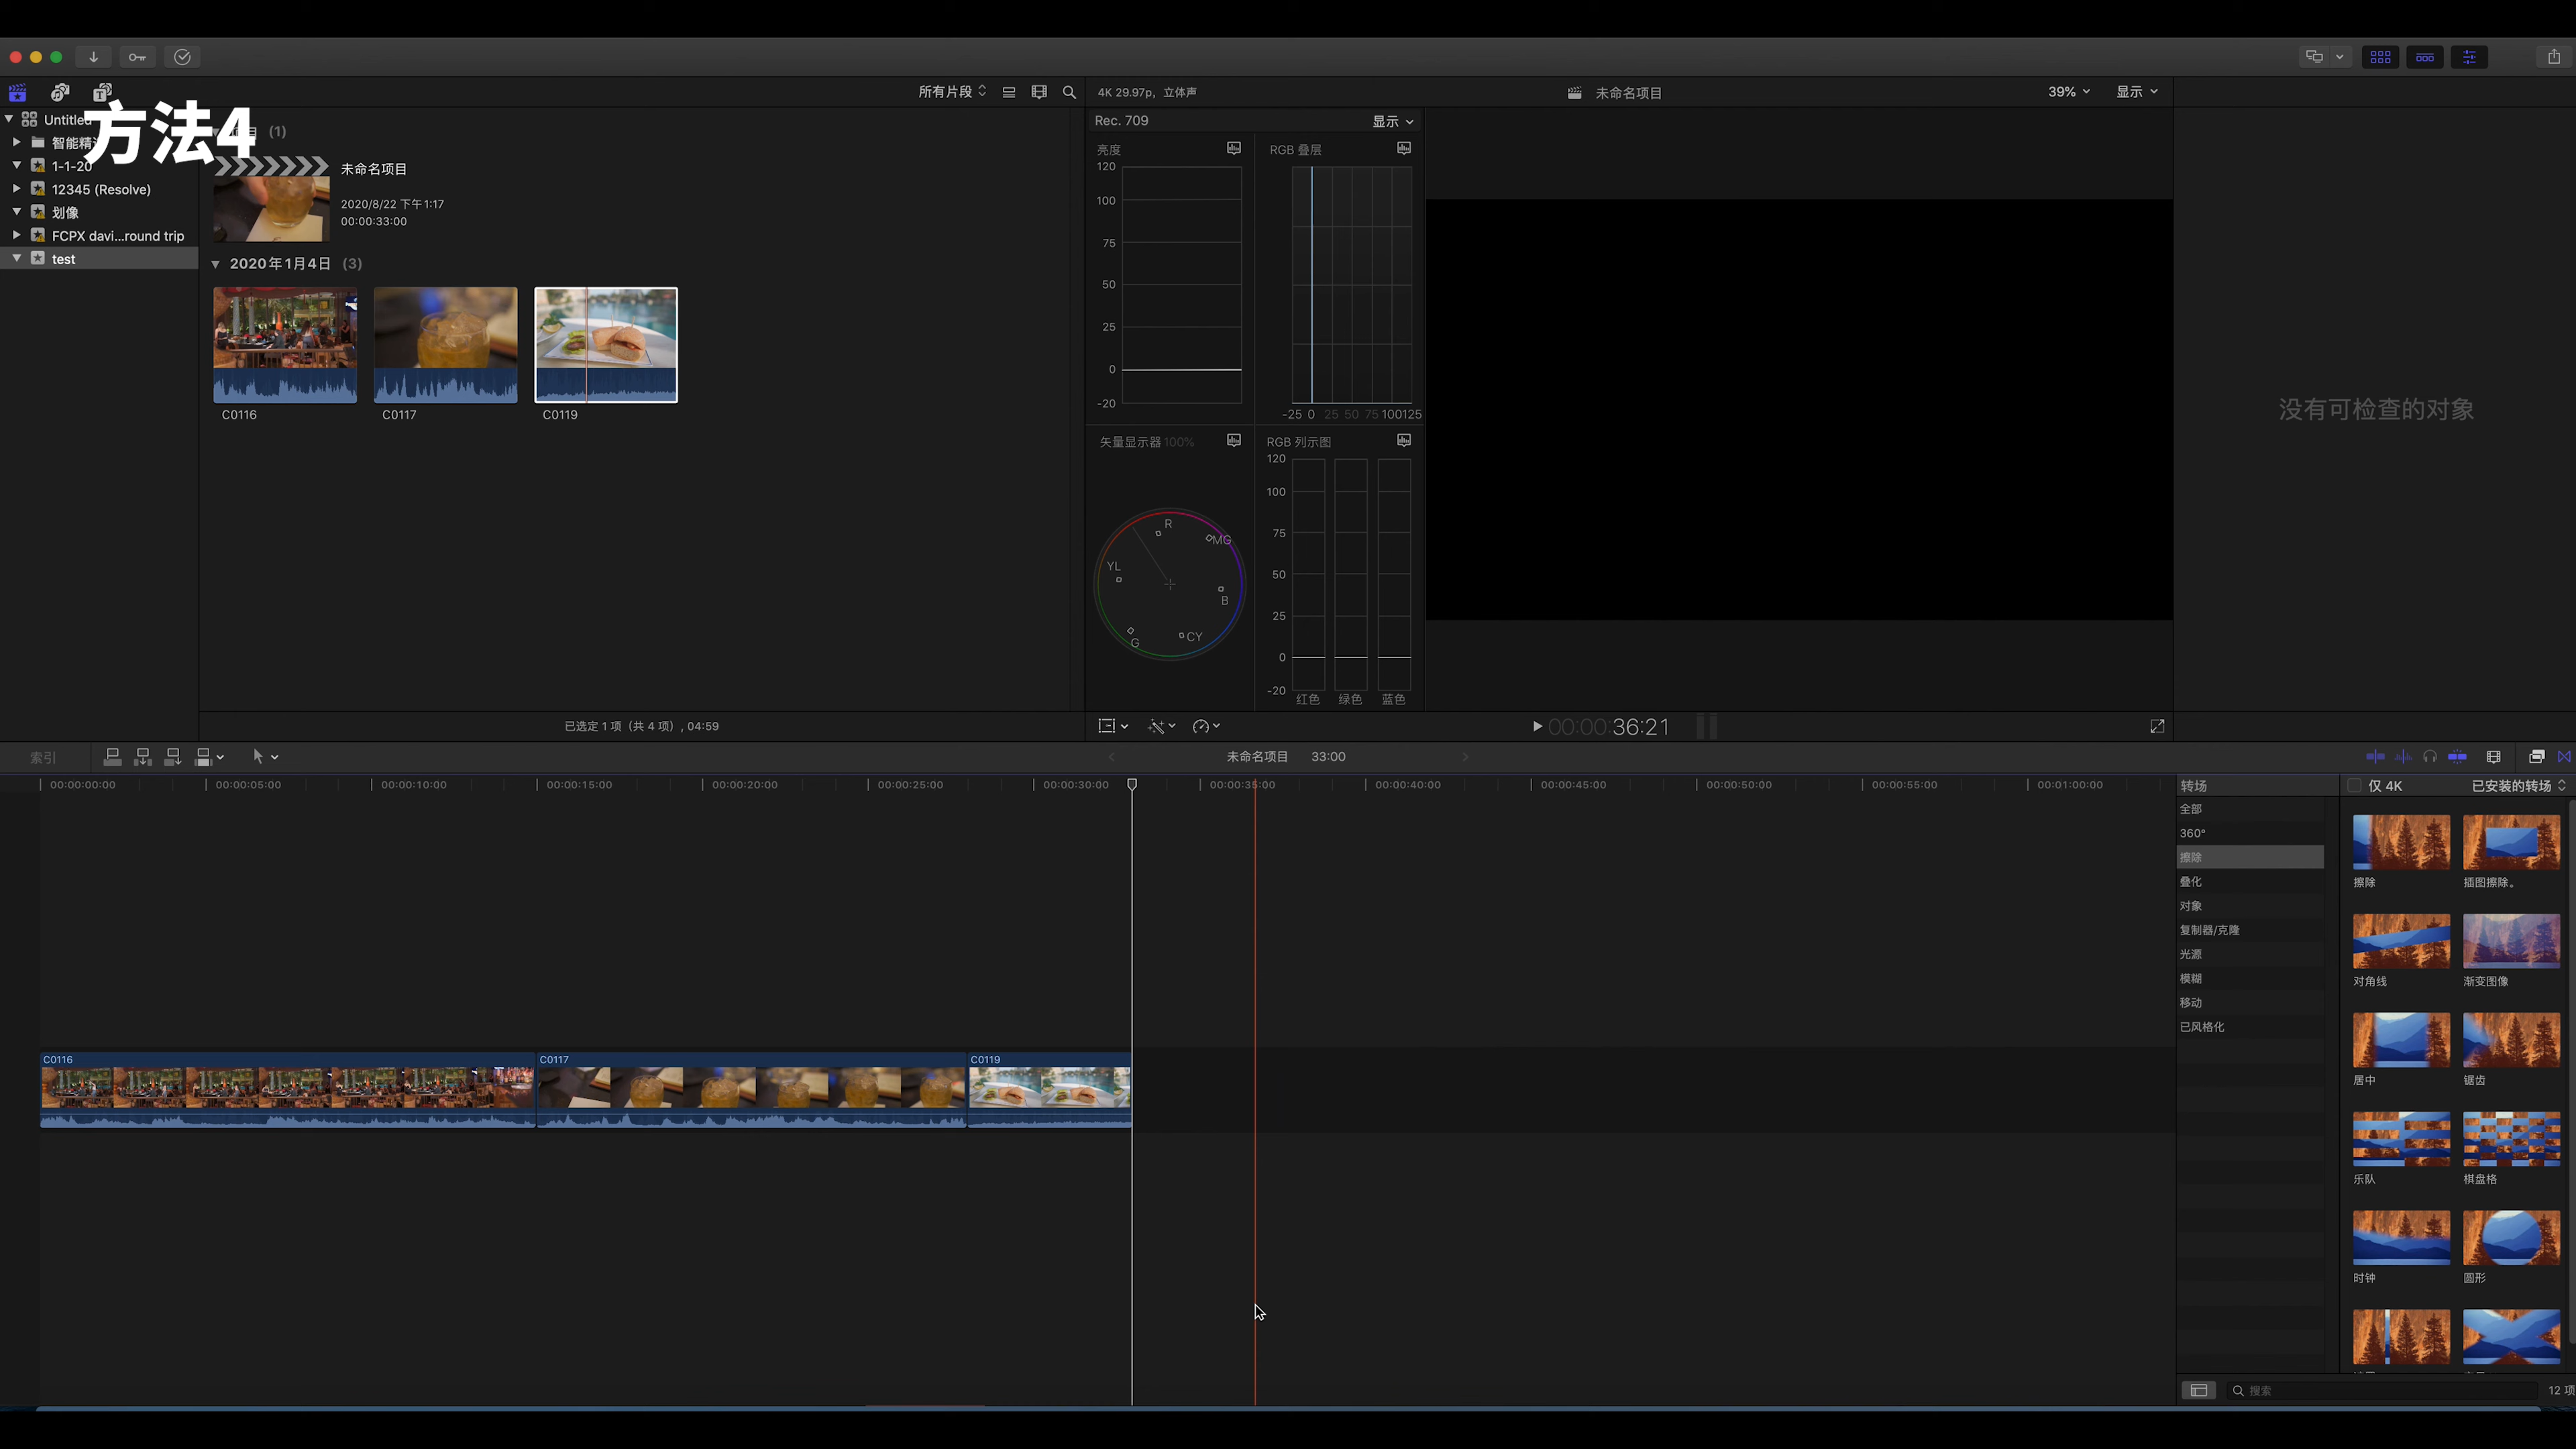 所有片段
4K 29.97p，立体声
未命名项目
39%
显示
方法4
Untitled
(1)
智能精
1-1-20
12345 (Resolve)
划像
FCPX davi...round trip
test
未命名项目
2020/8/22 下午1:17
00:00:33:00
2020年1月4日 (3)
C0116
C0117
C0119
已选定 1 项（共 4 项）, 04:59
Rec. 709
显示
亮度
120
100
75
50
25
0
-20
RGB 叠层
-25 0 25 50 75 100125
矢量显示器100%
R
MG
YL
B
G
CY
RGB 列示图
120
100
75
50
25
0
-20
红色 绿色 蓝色
00:00:36:21
没有可检查的对象
索引
未命名项目 33:00
00:00:00:00
00:00:05:00
00:00:10:00
00:00:15:00
00:00:20:00
00:00:25:00
00:00:30:00
00:00:35:00
00:00:40:00
00:00:45:00
00:00:50:00
00:00:55:00
00:01:00:00
C0116
C0117
C0119
转场
仅 4K
已安装的转场
全部
360°
擦除
叠化
对象
复制器/克隆
光源
模糊
移动
已风格化
擦除
插图擦除。
对角线
渐变图像
居中
锯齿
乐队
棋盘格
时钟
圆形
搜索
12 项